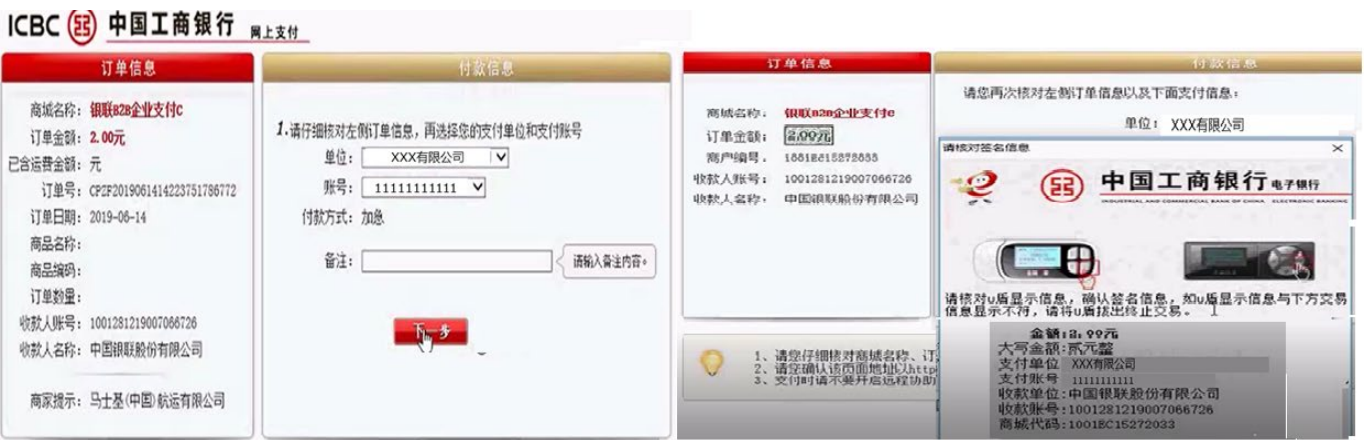 ICBC 中国工商银行 网上支付
订单信息
商城名称： 银联B2B企业支付C
订单金额： 2.00元
已含运费金额： 元
订单号： CPZF20190614142237517867​72
订单日期： 2019-06-14
商品名称：
商品编码：
订单数量：
收款人账号： 1001281219007066726
收款人名称： 中国银联股份有限公司
商家提示： 马士基(中国)航运有限公司
付款信息
1.请仔细核对左侧订单信息，再选择您的支付单位和支付账号
单位： XXX有限公司
账号： 11111111111
付款方式： 加急
备注：
请输入备注内容。
下一步
订单信息
商城名称： 银联B2B企业支付C
订单金额： 2.00元
商户编号：
收款人账号： 1001281219007066726
收款人名称： 中国银联股份有限公司
1、请您仔细核对商城名称、订
2、请您确认该页面地址以http
3、支付时请不要开启远程协助
付款信息
请您再次核对左侧订单信息以及下面支付信息：
单位： XXX有限公司
请核对签名信息
中国工商银行 电子银行
INDUSTRIAL AND COMMERCIAL BANK OF CHINA ELECTRONIC BANKING
请核对U盾显示信息，确认签名信息，如U盾显示信息与下方交易
信息显示不符，请将U盾拔出终止交易。
金额:2.00元
大写金额:贰元整
支付单位 XXX有限公司
支付账号 11111111111
收款单位:中国银联股份有限公司
收款账号:1001281219007066726
商城代码:1001EC15272033